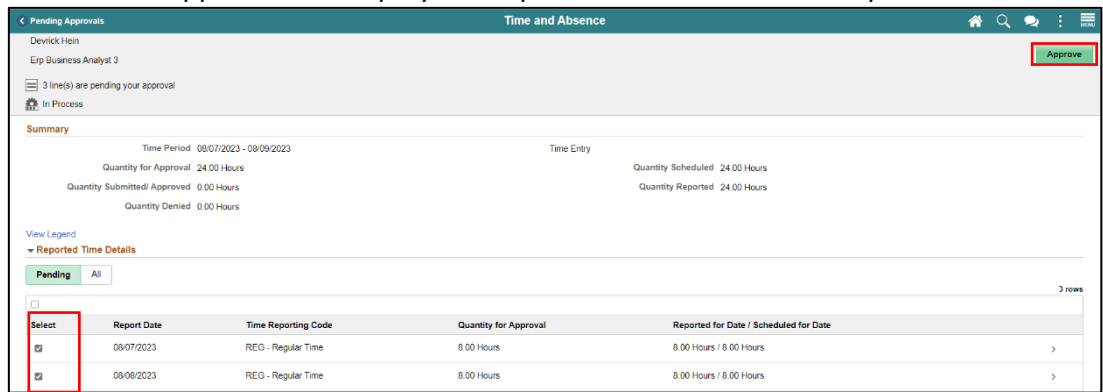 Pending Approvals
Time and Absence
MENU
Devrick Hein
Erp Business Analyst 3
Approve
3 line(s) are pending your approval
In Process
Summary
Time Period 08/07/2023 - 08/09/2023 Time Entry
Quantity for Approval 24.00 Hours Quantity Scheduled 24.00 Hours
Quantity Submitted/ Approved 0.00 Hours Quantity Reported 24.00 Hours
Quantity Denied 0.00 Hours
View Legend
Reported Time Details
Pending All
3 rows
Select Report Date Time Reporting Code Quantity for Approval Reported for Date / Scheduled for Date
08/07/2023 REG - Regular Time 8.00 Hours 8.00 Hours / 8.00 Hours
08/08/2023 REG - Regular Time 8.00 Hours 8.00 Hours / 8.00 Hours